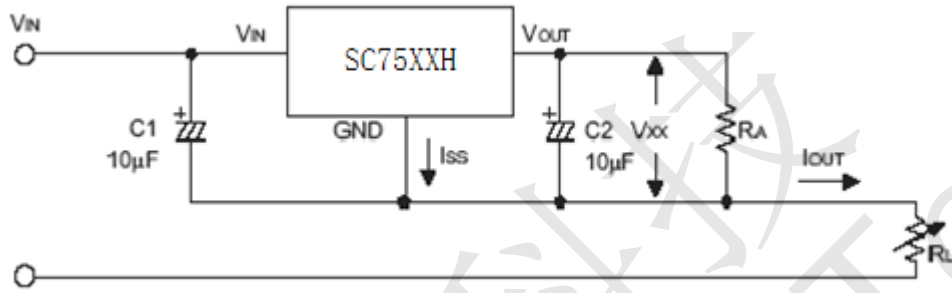 VIN
VIN
SC75XXH
VOUT
C1
10μF
GND
ISS
C2
10μF
VXX
RA
IOUT
RL